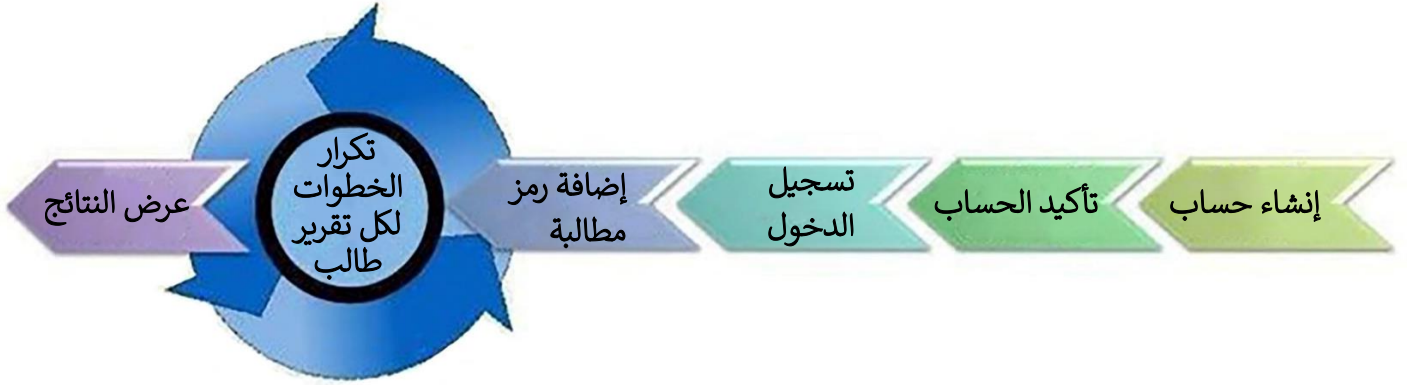 إنشاء حساب
تأكيد الحساب
تسجيل
الدخول
إضافة رمز
مطالبة
تكرار
الخطوات
لكل تقرير
طالب
عرض النتائج